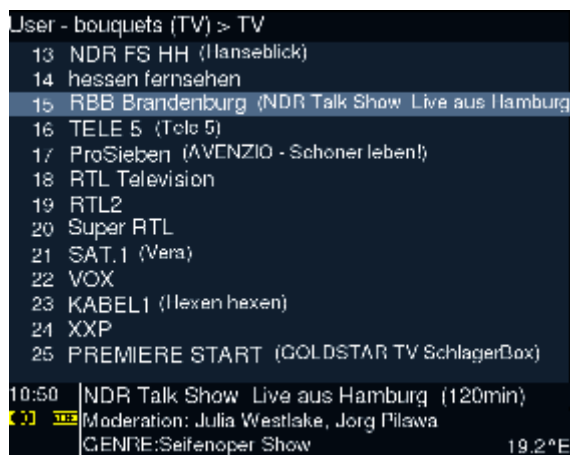 User - bouquets (TV) > TV
13 NDR FS HH (Hanseblick)
14 hessen fernsehen
15 RBB Brandenburg (NDR Talk Show Live aus Hamburg
16 TELE 5 (Tele 5)
17 ProSieben (AVENZIO - Schoner leben!)
18 RTL Television
19 RTL2
20 Super RTL
21 SAT.1 (Vera)
22 VOX
23 KABEL1 (Hexen hexen)
24 XXP
25 PREMIERE START (GOLDSTAR TV SchlagerBox)
10:50 NDR Talk Show Live aus Hamburg (120min)
Moderation: Julia Westlake, Jorg Pilawa
GENRE:Seifenoper Show 19.2°E